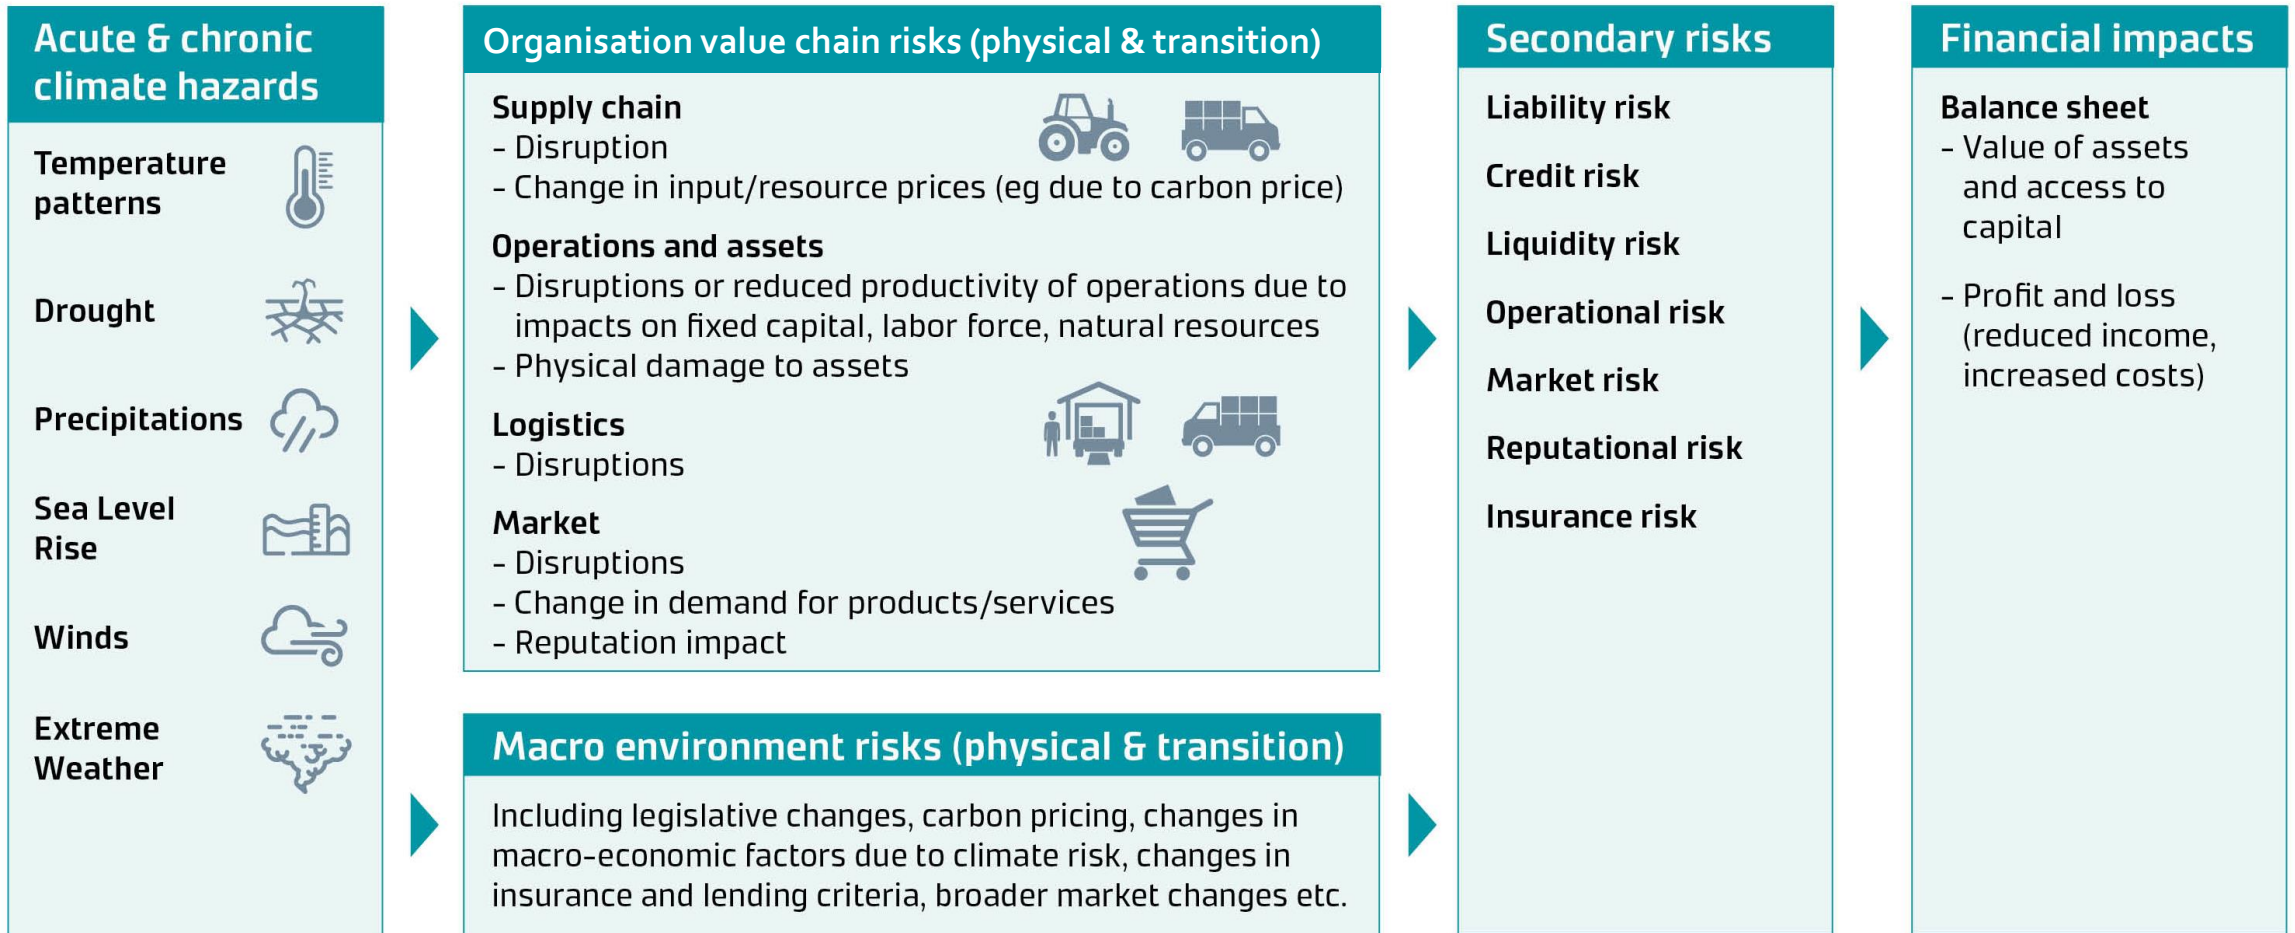 Acute & chronic
climate hazards
Temperature
patterns
Drought
Precipitations
Sea Level
Rise
Winds
Extreme
Weather
Organisation value chain risks (physical & transition)
Supply chain
- Disruption
- Change in input/resource prices (eg due to carbon price)
Operations and assets
- Disruptions or reduced productivity of operations due to
impacts on fixed capital, labor force, natural resources
- Physical damage to assets
Logistics
- Disruptions
Market
- Disruptions
- Change in demand for products/services
- Reputation impact
Macro environment risks (physical & transition)
Including legislative changes, carbon pricing, changes in
macro-economic factors due to climate risk, changes in
insurance and lending criteria, broader market changes etc.
Secondary risks
Liability risk
Credit risk
Liquidity risk
Operational risk
Market risk
Reputational risk
Insurance risk
Financial impacts
Balance sheet
- Value of assets
and access to
capital
- Profit and loss
(reduced income,
increased costs)